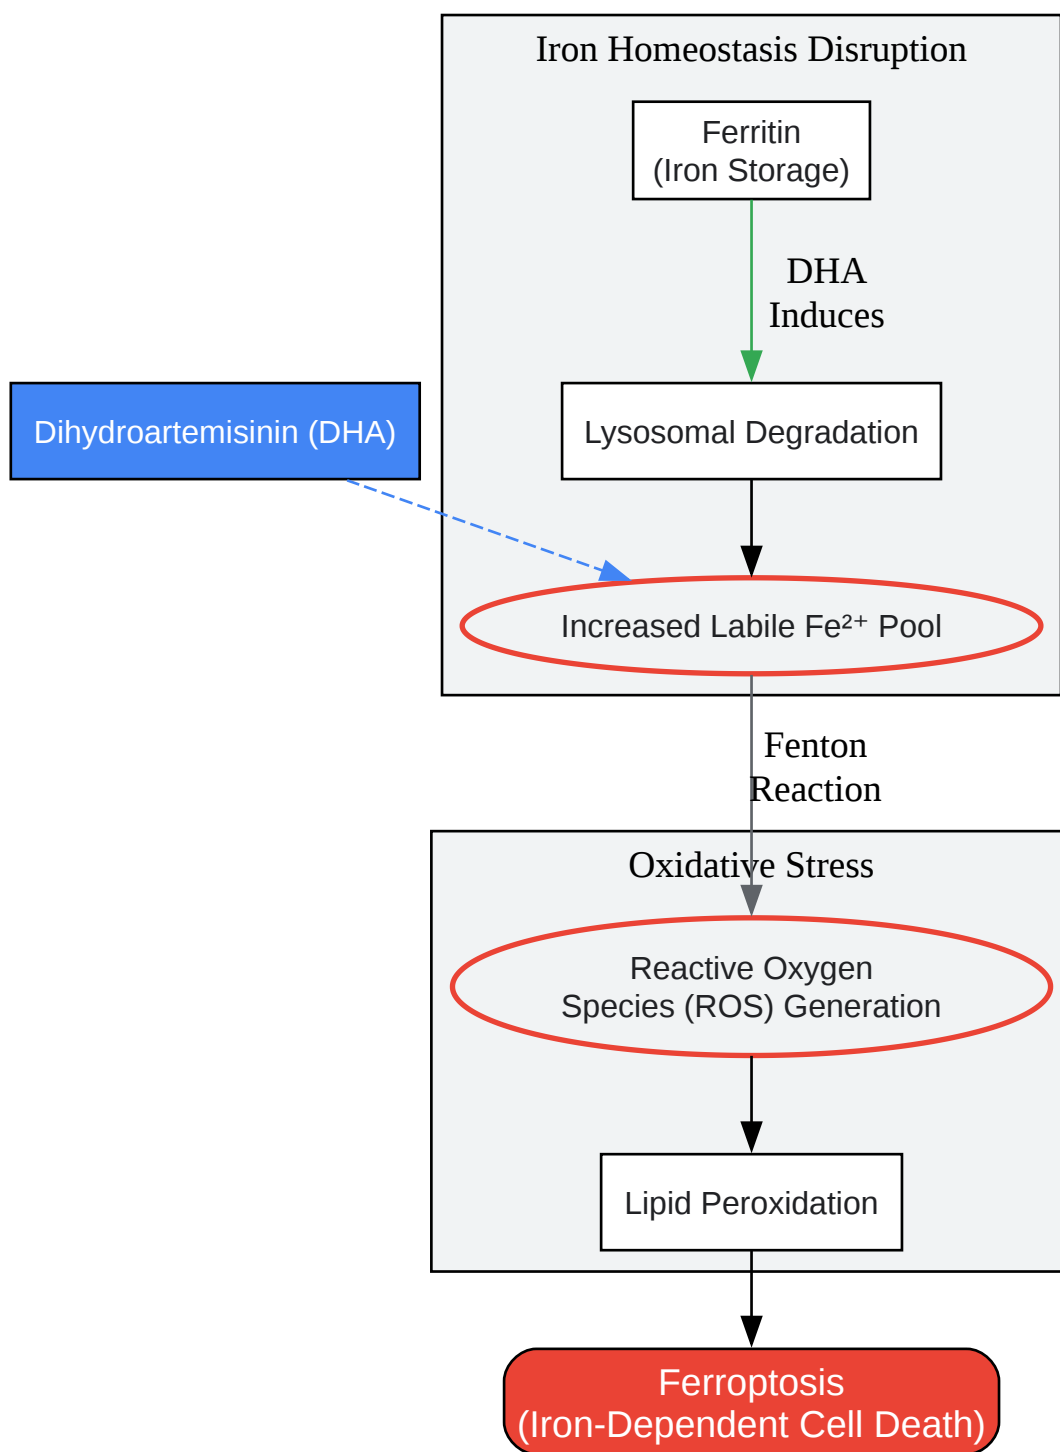 Iron Homeostasis Disruption
Ferritin
(Iron Storage)
DHA
Induces
Dihydroartemisinin (DHA)
Lysosomal Degradation
Increased Labile Fe²⁺ Pool
Fenton
Reaction
Oxidative Stress
Reactive Oxygen
Species (ROS) Generation
Lipid Peroxidation
Ferroptosis
(Iron-Dependent Cell Death)